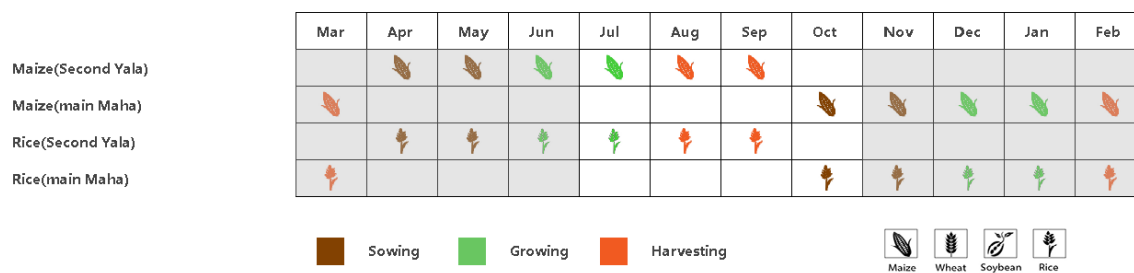 Mar Apr May Jun Jul Aug Sep Oct Nov Dec Jan Feb
Maize(Second Yala)
Maize(main Maha)
Rice(Second Yala)
Rice(main Maha)
Sowing Growing Harvesting
Maize Wheat Soybean Rice